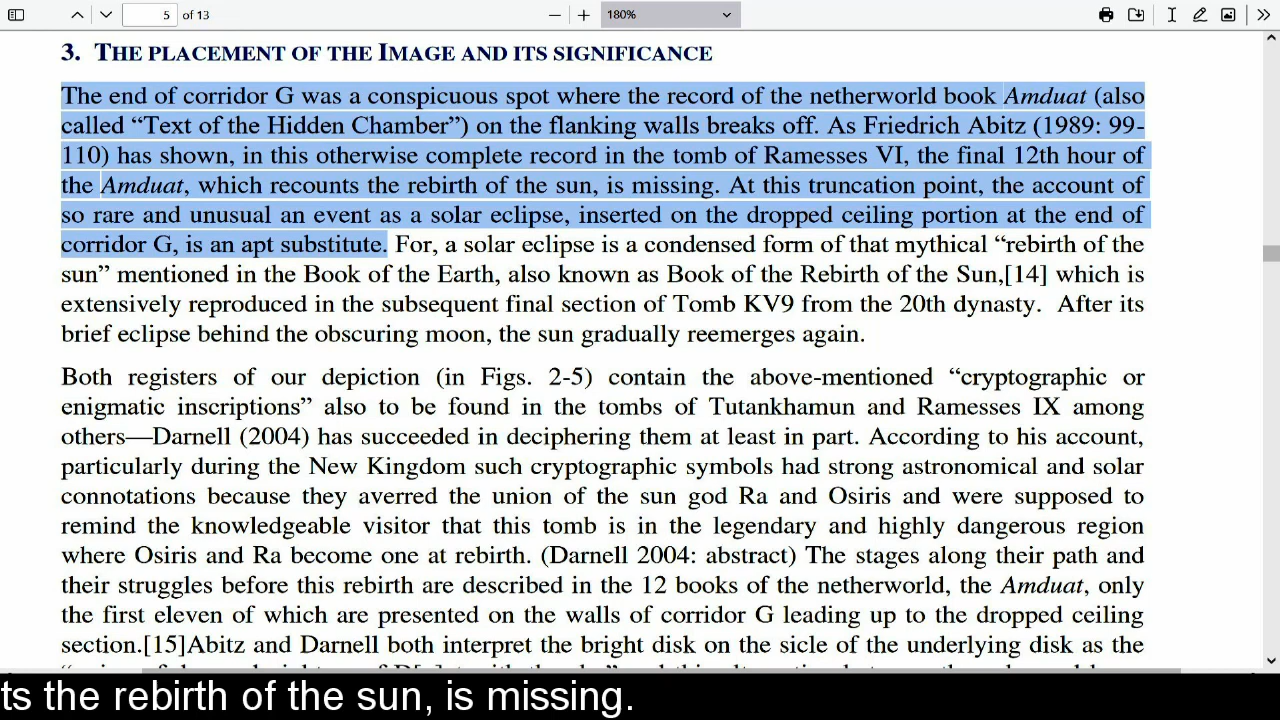 5 of 13
180%
3. THE PLACEMENT OF THE IMAGE AND ITS SIGNIFICANCE
The end of corridor G was a conspicuous spot where the record of the netherworld book Amduat (also
called “Text of the Hidden Chamber”) on the flanking walls breaks off. As Friedrich Abitz (1989: 99-
110) has shown, in this otherwise complete record in the tomb of Ramesses VI, the final 12th hour of
the Amduat, which recounts the rebirth of the sun, is missing. At this truncation point, the account of
so rare and unusual an event as a solar eclipse, inserted on the dropped ceiling portion at the end of
corridor G, is an apt substitute. For, a solar eclipse is a condensed form of that mythical “rebirth of the
sun” mentioned in the Book of the Earth, also known as Book of the Rebirth of the Sun,[14] which is
extensively reproduced in the subsequent final section of Tomb KV9 from the 20th dynasty. After its
brief eclipse behind the obscuring moon, the sun gradually reemerges again.
Both registers of our depiction (in Figs. 2-5) contain the above-mentioned “cryptographic or
enigmatic inscriptions” also to be found in the tombs of Tutankhamun and Ramesses IX among
others—Darnell (2004) has succeeded in deciphering them at least in part. According to his account,
particularly during the New Kingdom such cryptographic symbols had strong astronomical and solar
connotations because they averred the union of the sun god Ra and Osiris and were supposed to
remind the knowledgeable visitor that this tomb is in the legendary and highly dangerous region
where Osiris and Ra become one at rebirth. (Darnell 2004: abstract) The stages along their path and
their struggles before this rebirth are described in the 12 books of the netherworld, the Amduat, only
the first eleven of which are presented on the walls of corridor G leading up to the dropped ceiling
section.[15]Abitz and Darnell both interpret the bright disk on the sicle of the underlying disk as the
ts the rebirth of the sun, is missing.